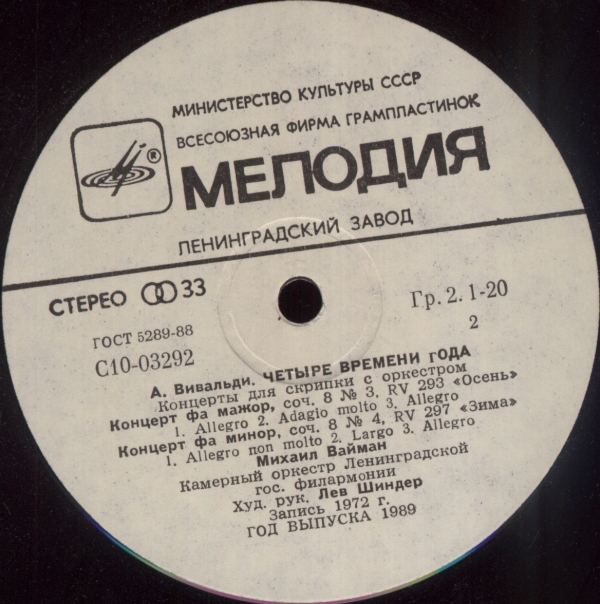 МИНИСТЕРСТВО КУЛЬТУРЫ СССР
ВСЕСОЮЗНАЯ ФИРМА ГРАМПЛАСТИНОК
®
МЕЛОДИЯ
ЛЕНИНГРАДСКИЙ ЗАВОД
СТЕРЕО 33
Гр. 2. 1-20
ГОСТ 5289-88
2
С10-03292
А. Вивальди. ЧЕТЫРЕ ВРЕМЕНИ ГОДА
Концерты для скрипки с оркестром
Концерт фа мажор, соч. 8 № 3, RV 293 «Осень»
1. Allegro 2. Adagio molto 3. Allegro
Концерт фа минор, соч. 8 № 4, RV 297 «Зима»
1. Allegro non molto 2. Largo 3. Allegro
Михаил Вайман
Камерный оркестр Ленинградской
гос. филармонии
Худ. рук. Лев Шиндер
Запись 1972 г.
ГОД ВЫПУСКА 1989